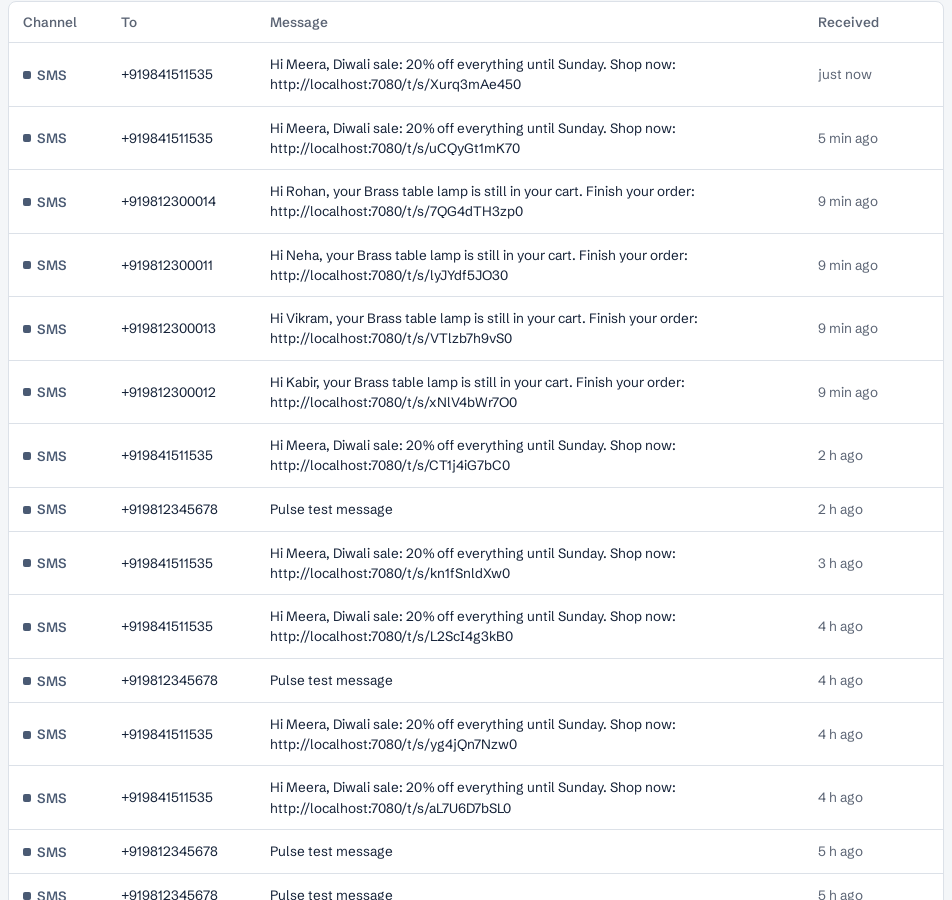 Channel To Message Received
SMS +919841511535 Hi Meera, Diwali sale: 20% off everything until Sunday. Shop now: just now
http://localhost:7080/t/s/Xurq3mAe450
SMS +919841511535 Hi Meera, Diwali sale: 20% off everything until Sunday. Shop now: 5 min ago
http://localhost:7080/t/s/uCQyGt1mK70
SMS +919812300014 Hi Rohan, your Brass table lamp is still in your cart. Finish your order: 9 min ago
http://localhost:7080/t/s/7QG4dTH3zp0
SMS +919812300011 Hi Neha, your Brass table lamp is still in your cart. Finish your order: 9 min ago
http://localhost:7080/t/s/lyJYdf5JO30
SMS +919812300013 Hi Vikram, your Brass table lamp is still in your cart. Finish your order: 9 min ago
http://localhost:7080/t/s/VTlzb7h9vS0
SMS +919812300012 Hi Kabir, your Brass table lamp is still in your cart. Finish your order: 9 min ago
http://localhost:7080/t/s/xNlV4bWr7O0
SMS +919841511535 Hi Meera, Diwali sale: 20% off everything until Sunday. Shop now: 2 h ago
http://localhost:7080/t/s/CT1j4iG7bC0
SMS +919812345678 Pulse test message 2 h ago
SMS +919841511535 Hi Meera, Diwali sale: 20% off everything until Sunday. Shop now: 3 h ago
http://localhost:7080/t/s/kn1fSnldXw0
SMS +919841511535 Hi Meera, Diwali sale: 20% off everything until Sunday. Shop now: 4 h ago
http://localhost:7080/t/s/L2ScI4g3kB0
SMS +919812345678 Pulse test message 4 h ago
SMS +919841511535 Hi Meera, Diwali sale: 20% off everything until Sunday. Shop now: 4 h ago
http://localhost:7080/t/s/yg4jQn7Nzw0
SMS +919841511535 Hi Meera, Diwali sale: 20% off everything until Sunday. Shop now: 4 h ago
http://localhost:7080/t/s/aL7U6D7bSL0
SMS +919812345678 Pulse test message 5 h ago
SMS +919812345678 Pulse test message 5 h ago